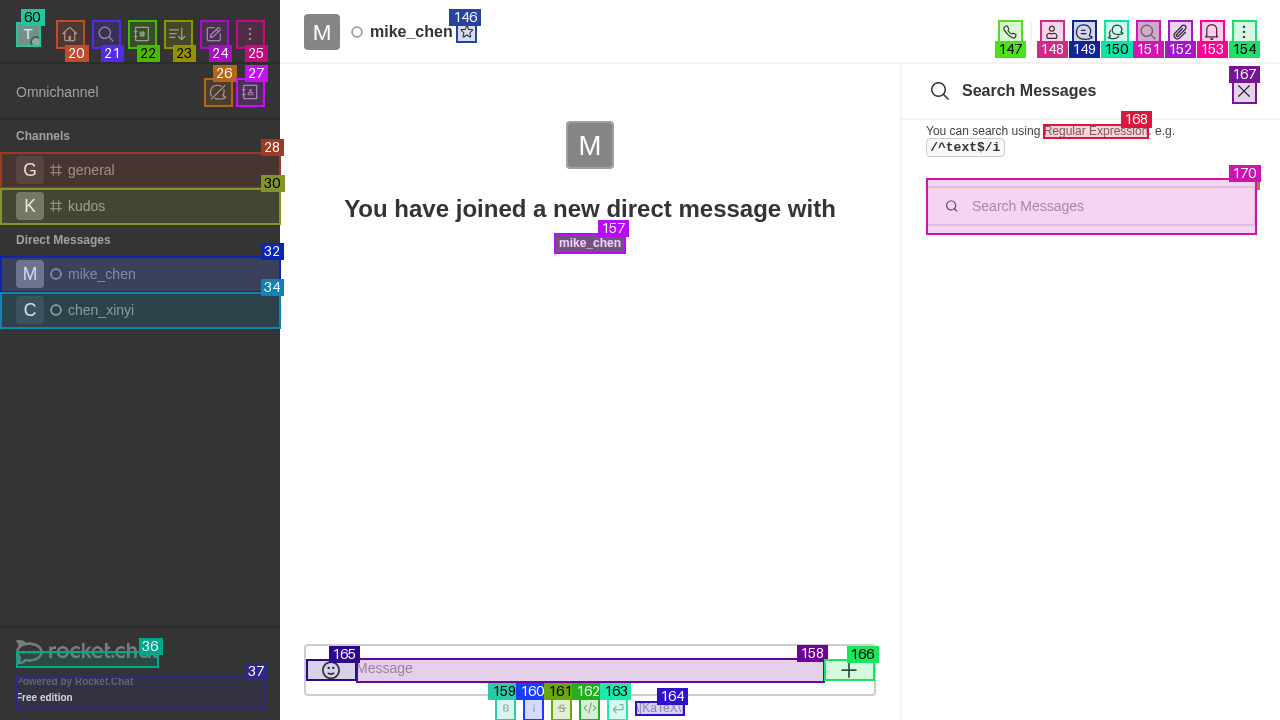 60
T
20
21
22
23
24
25
26
27
Omnichannel
Channels
28
G general
30
K kudos
Direct Messages
32
M mike_chen
34
C chen_xinyi
36
rocket.chat
37
Powered by Rocket.Chat
Free edition
M mike_chen
146
147
148
149
150
151
152
153
154
M
You have joined a new direct message with
157
mike_chen
165
158
166
Message
159
160
161
162
163
164
B
i
S
Search Messages
167
168
You can search using Regular Expression. e.g.
/^text$/i
170
Search Messages